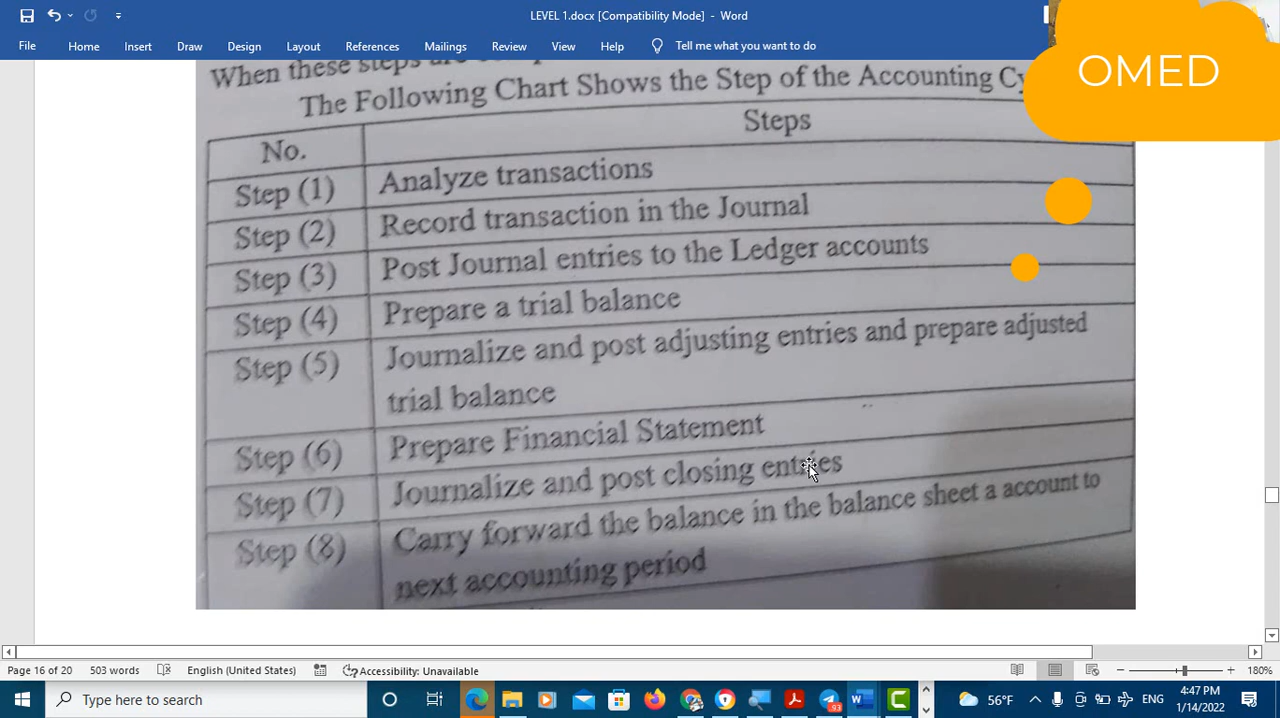 LEVEL 1.docx [Compatibility Mode] - Word
File Home Insert Draw Design Layout References Mailings Review View Help Tell me what you want to do
OMED
When these steps are
The Following Chart Shows the Step of the Accounting
No. Steps
Step (1) Analyze transactions
Step (2) Record transaction in the Journal
Step (3) Post Journal entries to the Ledger accounts
Step (4) Prepare a trial balance
Step (5) Journalize and post adjusting entries and prepare adjusted
trial balance
Step (6) Prepare Financial Statement
Step (7) Journalize and post closing entries
Step (8) Carry forward the balance in the balance sheet a account to
next accounting period
Page 16 of 20 503 words English (United States) Accessibility: Unavailable 180%
Type here to search 93 56°F ENG 4:47 PM
1/14/2022